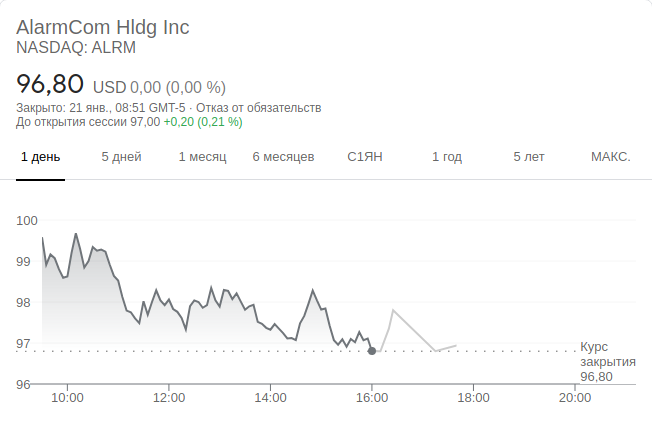 AlarmCom Hldg Inc
NASDAQ: ALRM
96,80 USD 0,00 (0,00 %)
Закрыто: 21 янв., 08:51 GMT-5 · Отказ от обязательств
До открытия сессии 97,00 +0,20 (0,21 %)
1 день 5 дней 1 месяц 6 месяцев С1ЯН 1 год 5 лет МАКС.
100
99
98
97
Курс
закрытия
96,80
96
10:00 12:00 14:00 16:00 18:00 20:00